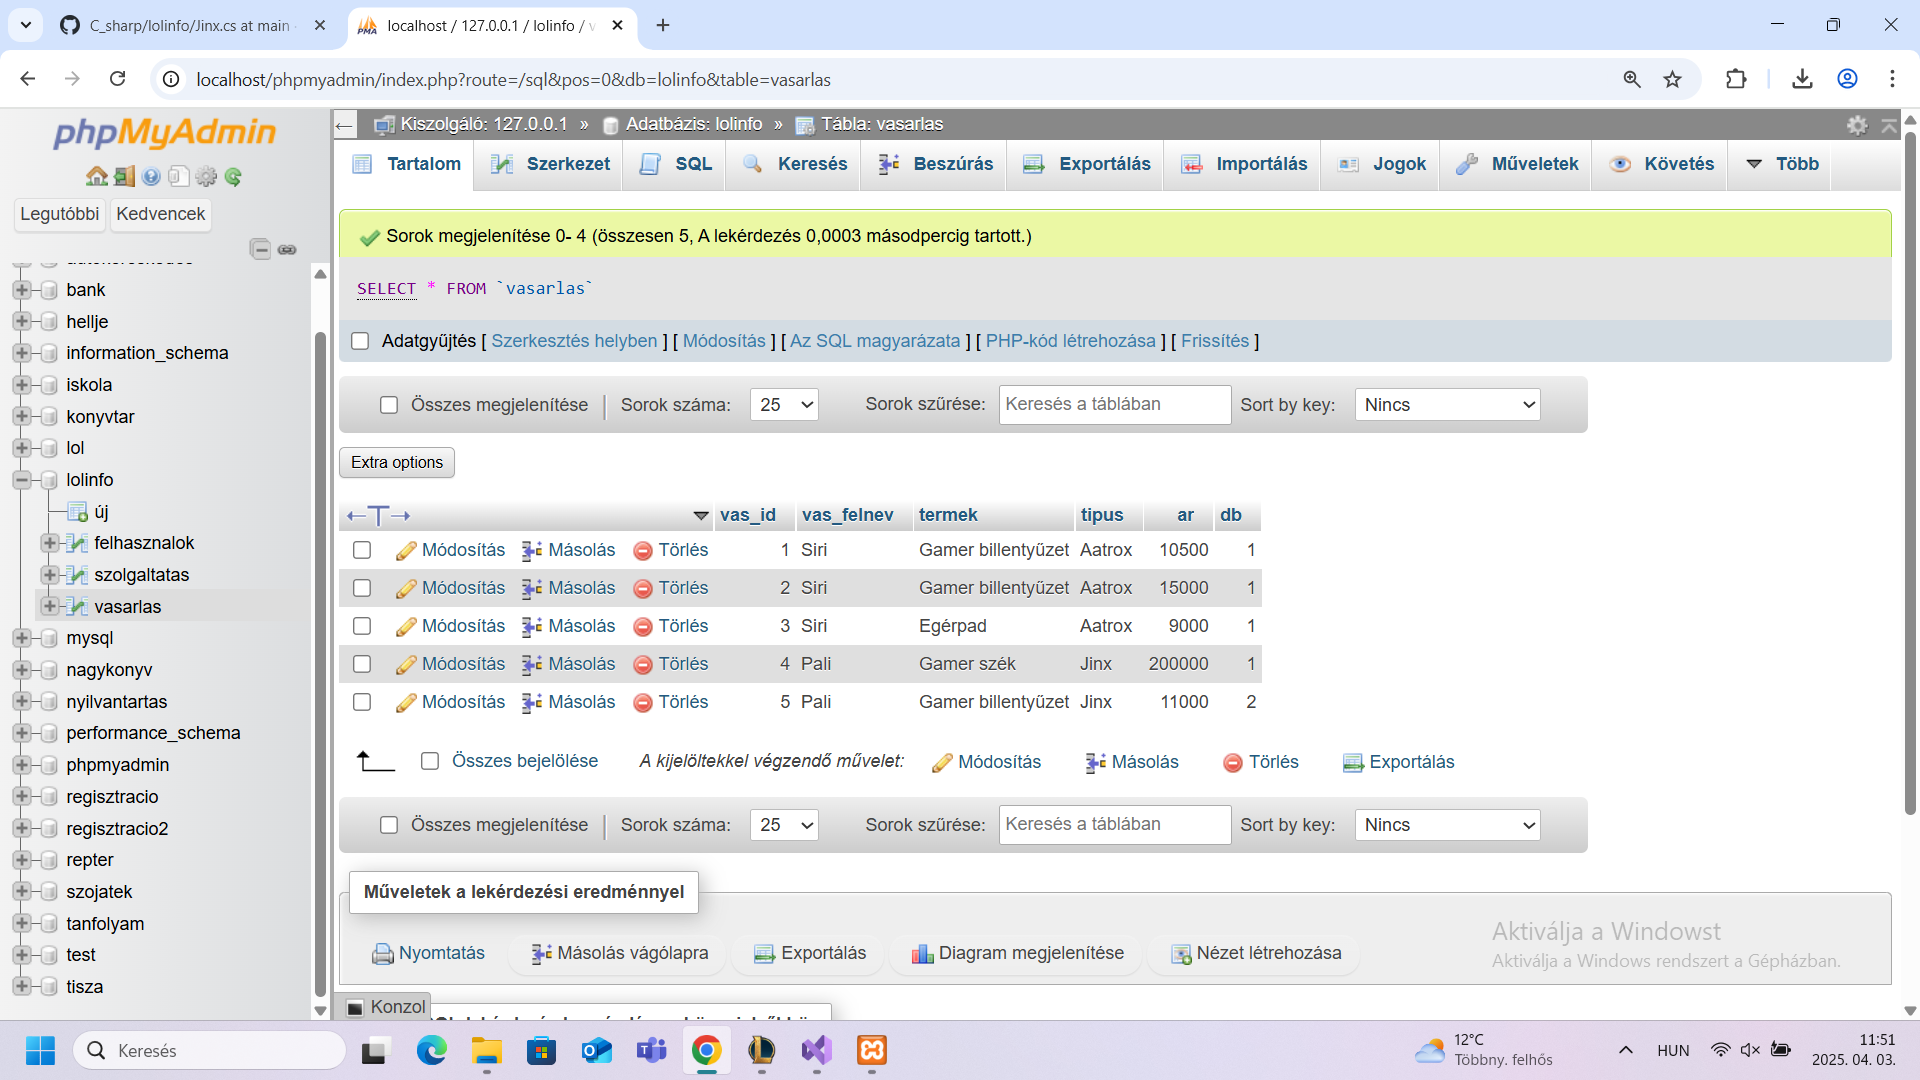 C_sharp/lolinfo/Jinx.cs at main
localhost / 127.0.0.1 / lolinfo / v
localhost/phpmyadmin/index.php?route=/sql&pos=0&db=lolinfo&table=vasarlas
phpMyAdmin
Legutóbbi Kedvencek
bank
hellje
information_schema
iskola
konyvtar
lol
lolinfo
új
felhasznalok
szolgaltatas
vasarlas
mysql
nagykonyv
nyilvantartas
performance_schema
phpmyadmin
regisztracio
regisztracio2
repter
szojatek
tanfolyam
test
tisza
Kiszolgáló: 127.0.0.1 » Adatbázis: lolinfo » Tábla: vasarlas
Tartalom Szerkezet SQL Keresés Beszúrás Exportálás Importálás Jogok Műveletek Követés Több
Sorok megjelenítése 0- 4 (összesen 5, A lekérdezés 0,0003 másodpercig tartott.)
SELECT * FROM `vasarlas`
Adatgyűjtés [ Szerkesztés helyben ] [ Módosítás ] [ Az SQL magyarázata ] [ PHP-kód létrehozása ] [ Frissítés ]
Összes megjelenítése Sorok száma: 25 Sorok szűrése: Keresés a táblában Sort by key: Nincs
Extra options
vas_id vas_felnev termek tipus ar db
Módosítás Másolás Törlés 1 Siri Gamer billentyűzet Aatrox 10500 1
Módosítás Másolás Törlés 2 Siri Gamer billentyűzet Aatrox 15000 1
Módosítás Másolás Törlés 3 Siri Egérpad Aatrox 9000 1
Módosítás Másolás Törlés 4 Pali Gamer szék Jinx 200000 1
Módosítás Másolás Törlés 5 Pali Gamer billentyűzet Jinx 11000 2
Összes bejelölése A kijelöltekkel végzendő művelet: Módosítás Másolás Törlés Exportálás
Összes megjelenítése Sorok száma: 25 Sorok szűrése: Keresés a táblában Sort by key: Nincs
Műveletek a lekérdezési eredménnyel
Nyomtatás Másolás vágólapra Exportálás Diagram megjelenítése Nézet létrehozása
Aktiválja a Windowst
Aktiválja a Windows rendszert a Gépházban.
Konzol
Keresés
12°C
Többny. felhős
HUN
11:51
2025. 04. 03.